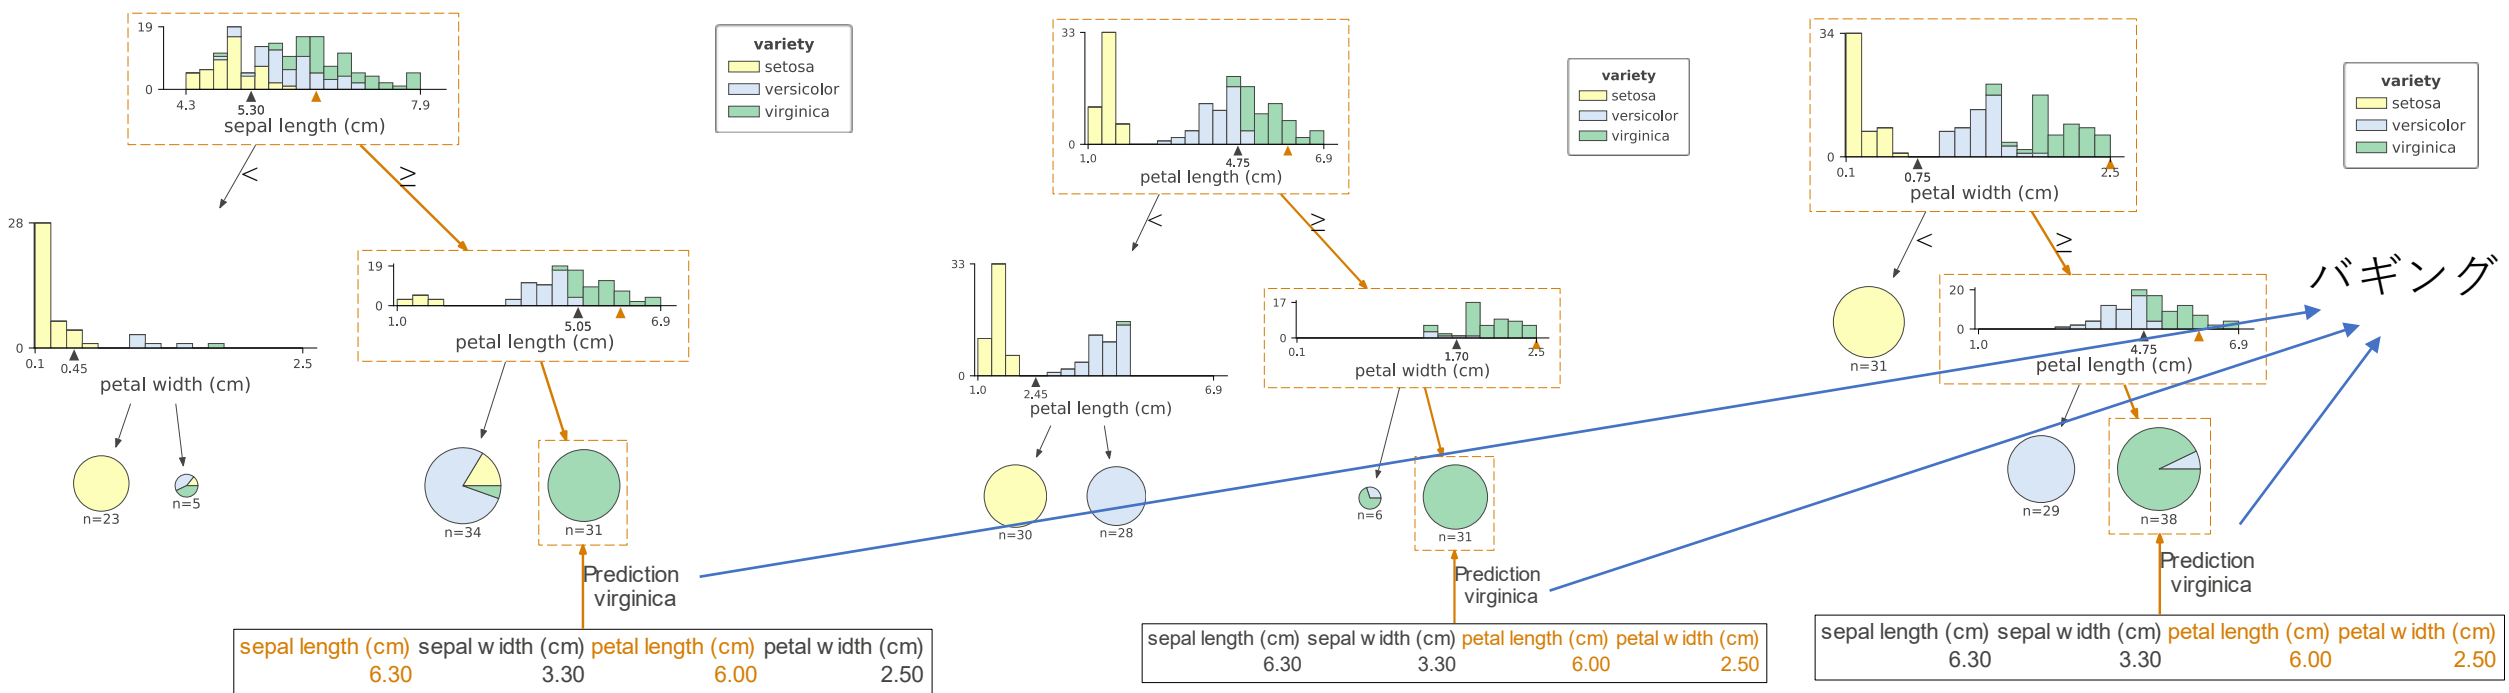 19
0
4.3
5.30
7.9
sepal length (cm)
variety
setosa
versicolor
virginica
<
≥
28
0
0.1
0.45
2.5
petal width (cm)
19
0
1.0
5.05
6.9
petal length (cm)
n=23
n=5
n=34
n=31
Prediction
virginica
sepal length (cm) sepal width (cm) petal length (cm) petal width (cm)
6.30 3.30 6.00 2.50
33
0
1.0
4.75
6.9
petal length (cm)
variety
setosa
versicolor
virginica
<
≥
33
0
1.0
2.45
6.9
petal length (cm)
17
0
0.1
1.70
2.5
petal width (cm)
n=30
n=28
n=6
n=31
Prediction
virginica
sepal length (cm) sepal width (cm) petal length (cm) petal width (cm)
6.30 3.30 6.00 2.50
34
0
0.1
0.75
2.5
petal width (cm)
variety
setosa
versicolor
virginica
<
≥
n=31
20
0
1.0
4.75
6.9
petal length (cm)
n=29
n=38
Prediction
virginica
sepal length (cm) sepal width (cm) petal length (cm) petal width (cm)
6.30 3.30 6.00 2.50
バギング